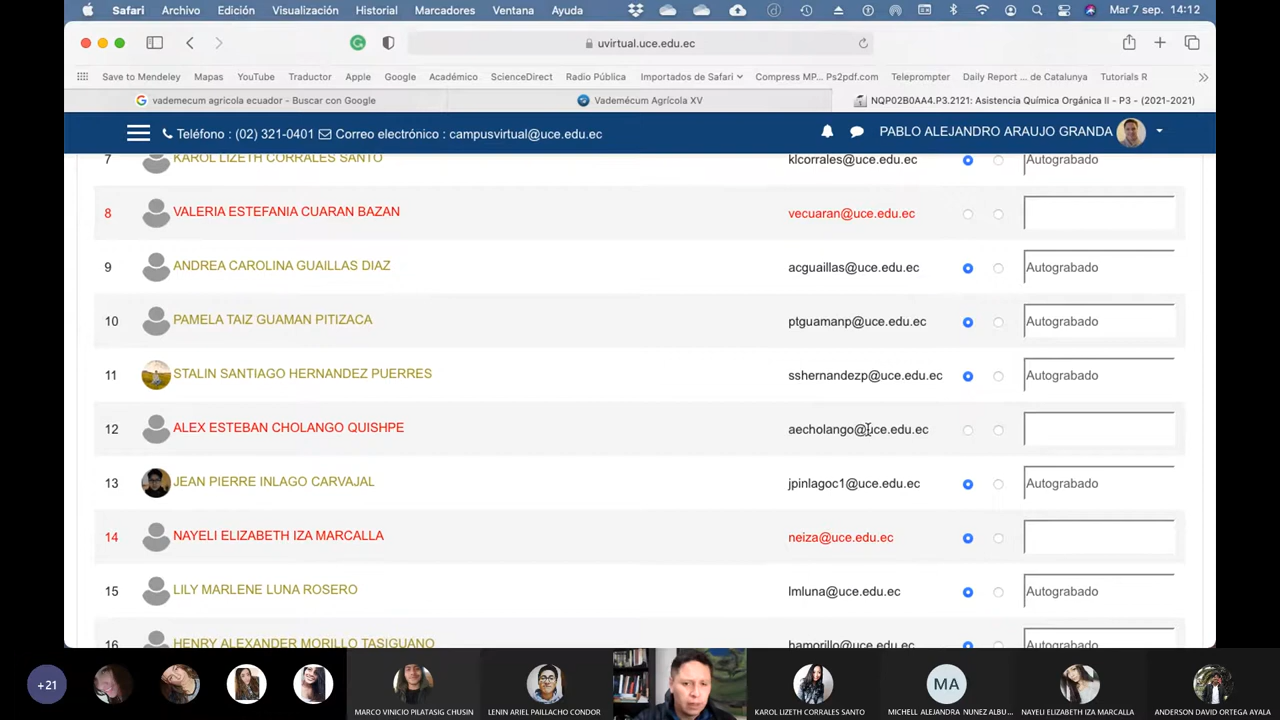 Safari Archivo Edición Visualización Historial Marcadores Ventana Ayuda Mar 7 sep. 14:12
uvirtual.uce.edu.ec
Save to Mendeley Mapas YouTube Traductor Apple Google Académico ScienceDirect Radio Pública Importados de Safari Compress MP... Ps2pdf.com Teleprompter Daily Report ... de Catalunya Tutorials R
vademecum agricola ecuador - Buscar con Google Vademécum Agrícola XV NQP02B0AA4.P3.2121: Asistencia Química Orgánica II - P3 - (2021-2021)
Teléfono : (02) 321-0401 Correo electrónico : campusvirtual@uce.edu.ec PABLO ALEJANDRO ARAUJO GRANDA
7 KAROL LIZETH CORRALES SANTO klcorrales@uce.edu.ec Autograbado
8 VALERIA ESTEFANIA CUARAN BAZAN vecuaran@uce.edu.ec
9 ANDREA CAROLINA GUAILLAS DIAZ acguaillas@uce.edu.ec Autograbado
10 PAMELA TAIZ GUAMAN PITIZACA ptguamanp@uce.edu.ec Autograbado
11 STALIN SANTIAGO HERNANDEZ PUERRES sshernandezp@uce.edu.ec Autograbado
12 ALEX ESTEBAN CHOLANGO QUISHPE aecholango@uce.edu.ec
13 JEAN PIERRE INLAGO CARVAJAL jpinlagoc1@uce.edu.ec Autograbado
14 NAYELI ELIZABETH IZA MARCALLA neiza@uce.edu.ec
15 LILY MARLENE LUNA ROSERO lmluna@uce.edu.ec Autograbado
16 HENRY ALEXANDER MORILLO TASIGUANO hamorillo@uce.edu.ec Autograbado
+21 MA
MARCO VINICIO PILATASIG CHUSIN LENIN ARIEL PAILLACHO CONDOR KAROL LIZETH CORRALES SANTO MICHELL ALEJANDRA NUNEZ ALBU... NAYELI ELIZABETH IZA MARCALLA ANDERSON DAVID ORTEGA AYALA